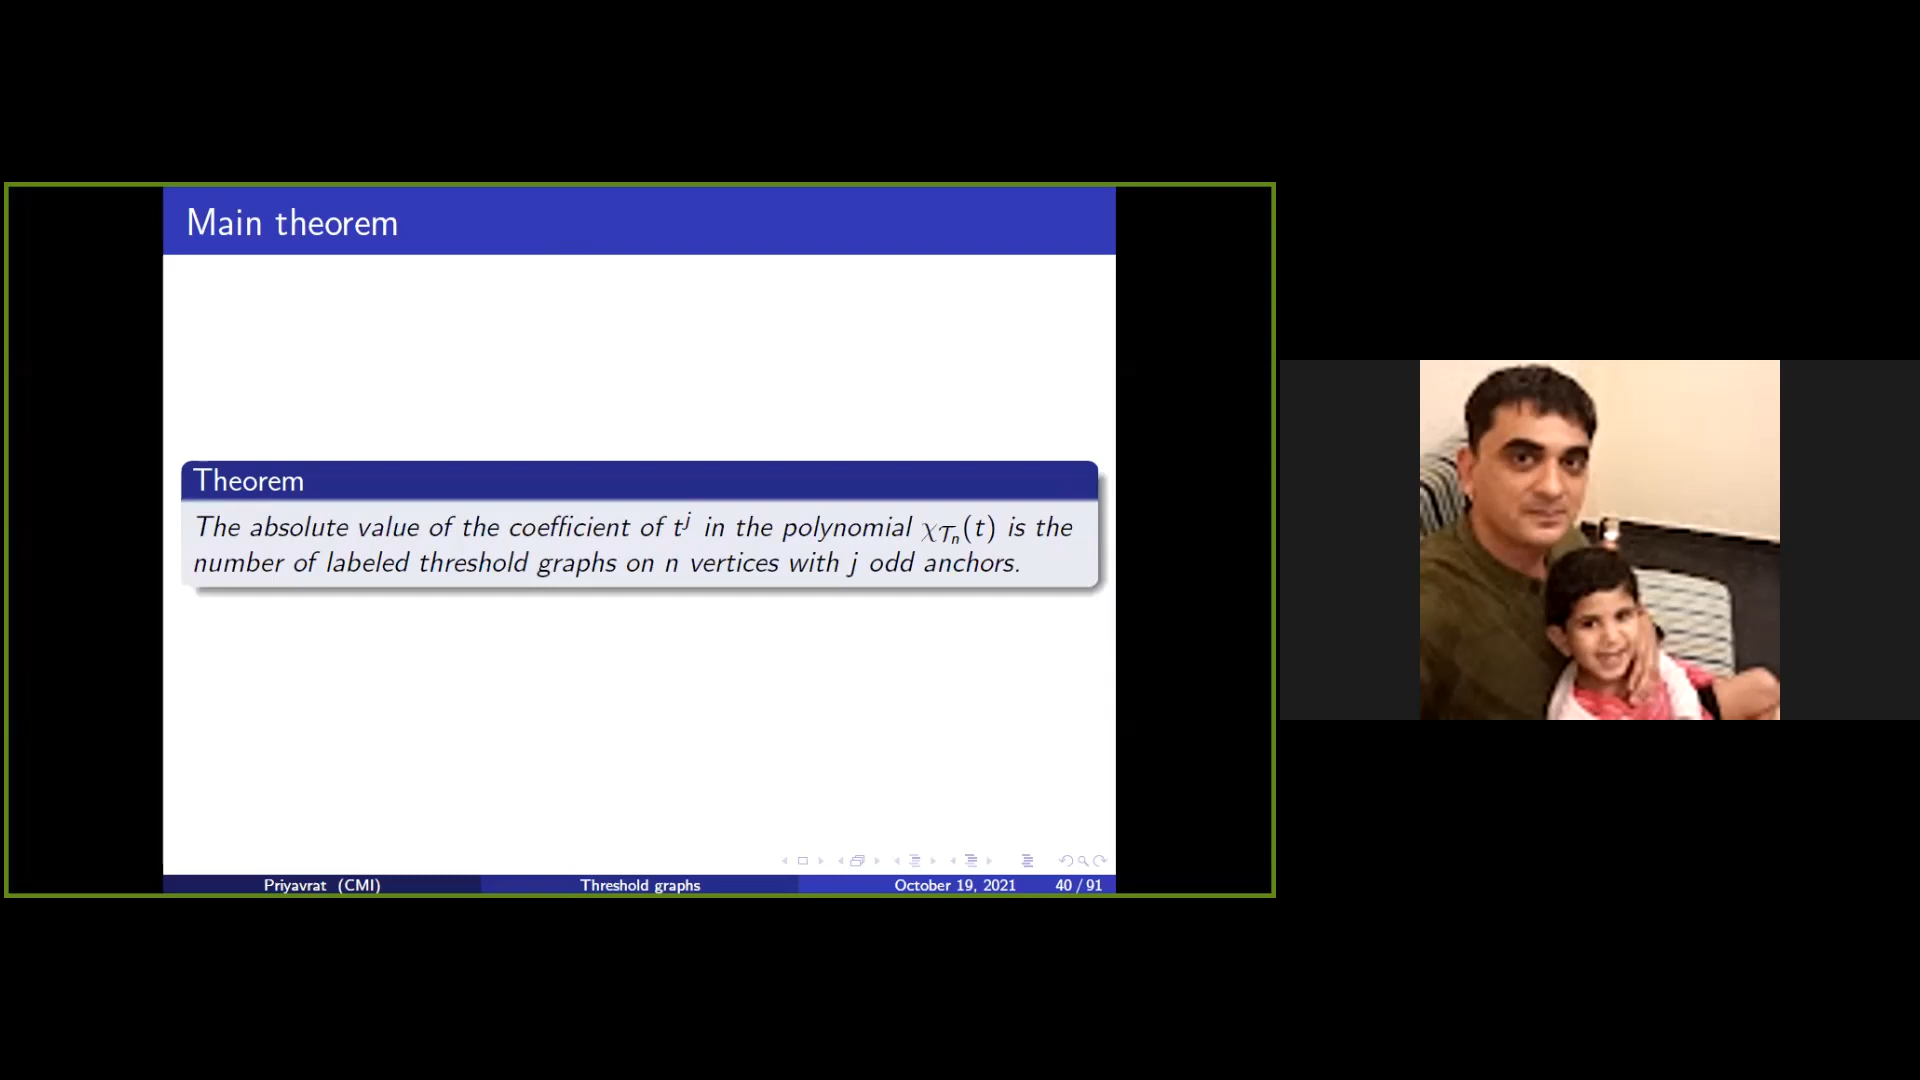 Main theorem
Theorem
The absolute value of the coefficient of t^j in the polynomial χ_{𝒯_n}(t) is the
number of labeled threshold graphs on n vertices with j odd anchors.
Priyavrat (CMI) Threshold graphs October 19, 2021 40 / 91